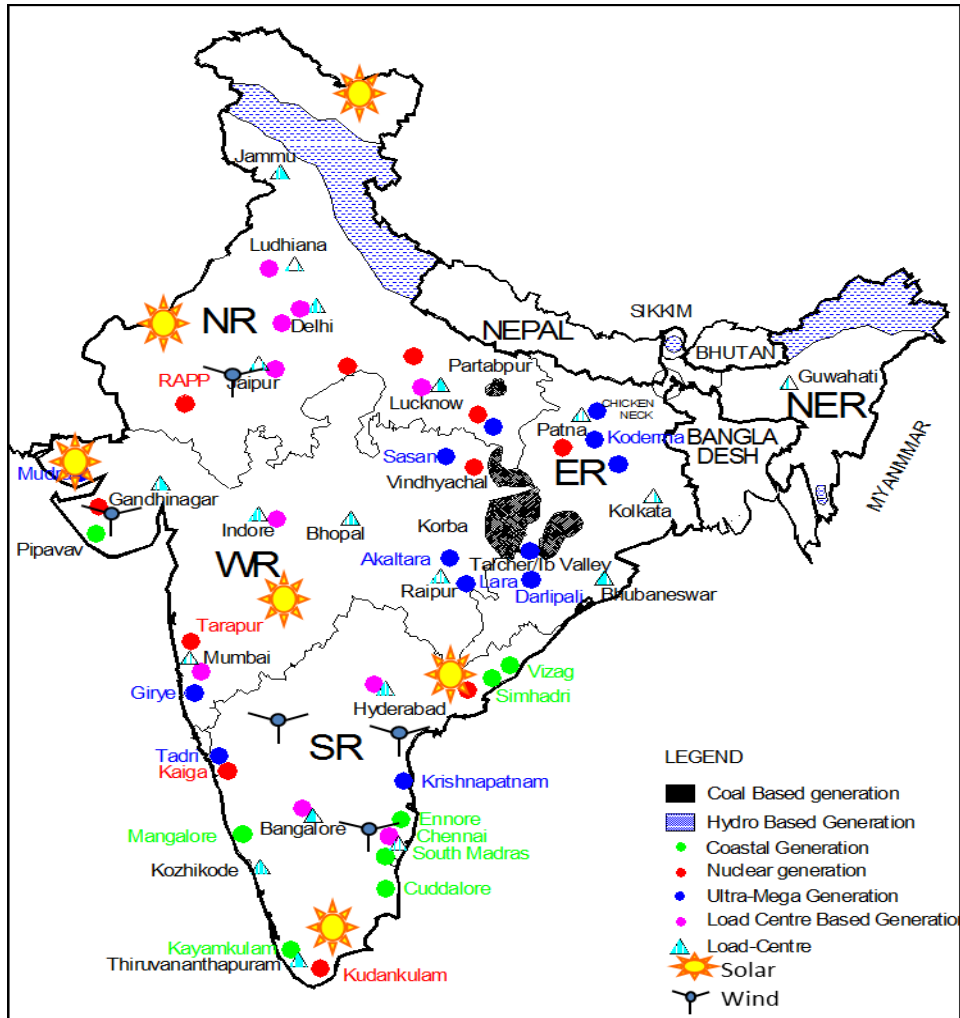 Jammu
Ludhiana
NR
Delhi
NEPAL
SIKKIM
BHUTAN
RAPP
Jaipur
Partabpur
Lucknow
CHICKEN
NECK
Guwahati
NER
Patna
Koderma
BANGLA
DESH
MYANMMAR
Sasan
Vindhyachal
ER
Gandhinagar
Kolkata
Pipavav
Indore
Bhopal
Korba
WR
Akaltara
Tarcher/Ib Valley
Raipur
Lara
Darlipali
Bhubaneswar
Tarapur
Mumbai
Girye
Vizag
Simhadri
Hyderabad
SR
Tadri
Kaiga
Krishnapatnam
Mangalore
Bangalore
Ennore
Chennai
South Madras
Kozhikode
Cuddalore
Kayamkulam
Thiruvananthapuram
Kudankulam
LEGEND
Coal Based generation
Hydro Based Generation
Coastal Generation
Nuclear generation
Ultra-Mega Generation
Load Centre Based Generation
Load-Centre
Solar
Wind